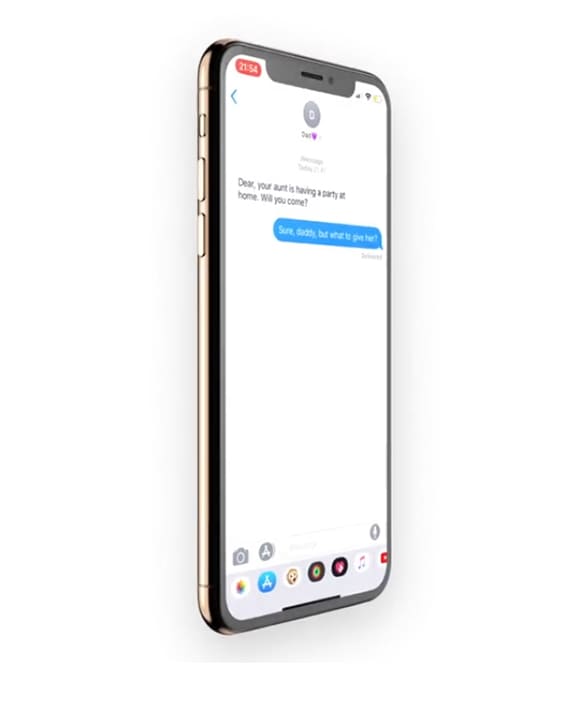 21:54
D
Dad💜
iMessage
Today 21:41
Dear, your aunt is having a party at
home. Will you come?
Sure, daddy, but what to give her?
Delivered
iMessage